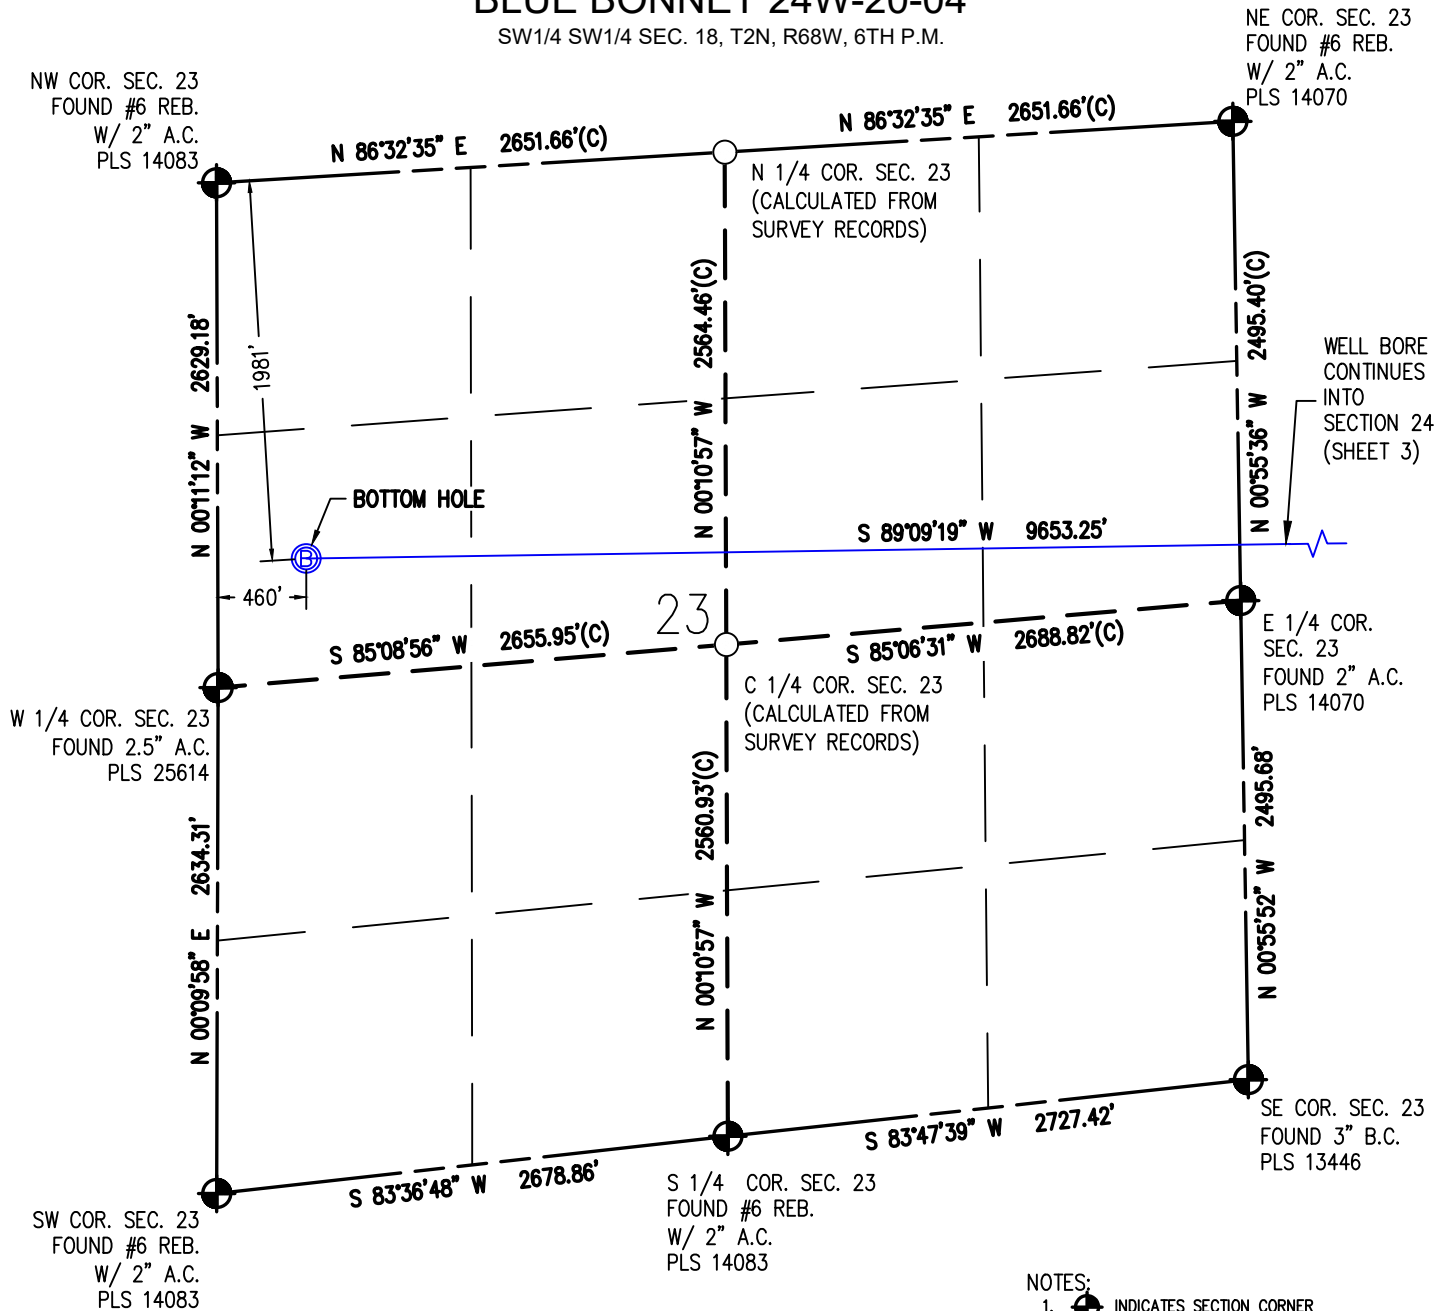 BLUE BONNET 24W-20-04
SW1/4 SW1/4 SEC. 18, T2N, R68W, 6TH P.M.
NE COR. SEC. 23
FOUND #6 REB.
W/ 2" A.C.
PLS 14070
NW COR. SEC. 23
FOUND #6 REB.
W/ 2" A.C.
PLS 14083
N 86°32'35" E 2651.66'(C)
N 86°32'35" E 2651.66'(C)
N 1/4 COR. SEC. 23
(CALCULATED FROM
SURVEY RECORDS)
N 00°11'12" W 2629.18'
1981'
N 00°10'57" W 2564.46'(C)
N 00°55'36" W 2495.40'(C)
WELL BORE
CONTINUES
INTO
SECTION 24
(SHEET 3)
BOTTOM HOLE
B
S 89°09'19" W 9653.25'
460'
23
S 85°08'56" W 2655.95'(C)
S 85°06'31" W 2688.82'(C)
E 1/4 COR.
SEC. 23
FOUND 2" A.C.
PLS 14070
C 1/4 COR. SEC. 23
(CALCULATED FROM
SURVEY RECORDS)
W 1/4 COR. SEC. 23
FOUND 2.5" A.C.
PLS 25614
N 00°09'58" E 2634.31'
N 00°10'57" W 2560.93'(C)
N 00°55'52" W 2495.68'
S 83°36'48" W 2678.86'
S 83°47'39" W 2727.42'
SE COR. SEC. 23
FOUND 3" B.C.
PLS 13446
S 1/4 COR. SEC. 23
FOUND #6 REB.
W/ 2" A.C.
PLS 14083
SW COR. SEC. 23
FOUND #6 REB.
W/ 2" A.C.
PLS 14083
NOTES:
1. INDICATES SECTION CORNER